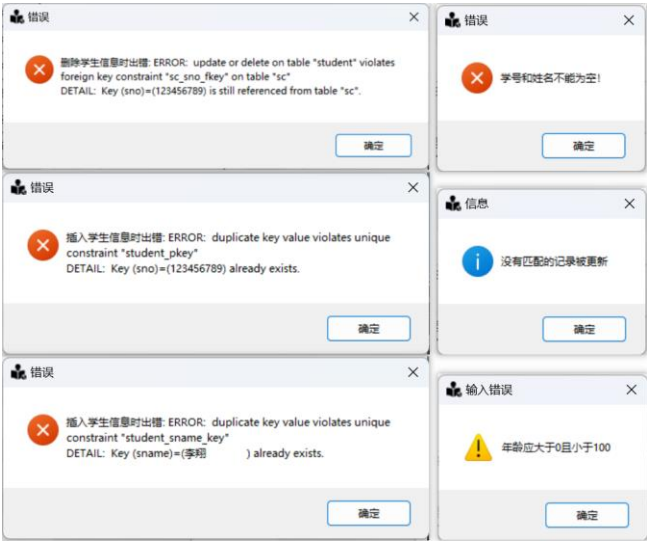 错误
删除学生信息时出错: ERROR: update or delete on table "student" violates
foreign key constraint "sc_sno_fkey" on table "sc"
DETAIL: Key (sno)=(123456789) is still referenced from table "sc".
确定
错误
学号和姓名不能为空!
确定
错误
插入学生信息时出错: ERROR: duplicate key value violates unique
constraint "student_pkey"
DETAIL: Key (sno)=(123456789) already exists.
确定
信息
没有匹配的记录被更新
确定
错误
插入学生信息时出错: ERROR: duplicate key value violates unique
constraint "student_sname_key"
DETAIL: Key (sname)=(李翔 ) already exists.
确定
输入错误
年龄应大于0且小于100
确定